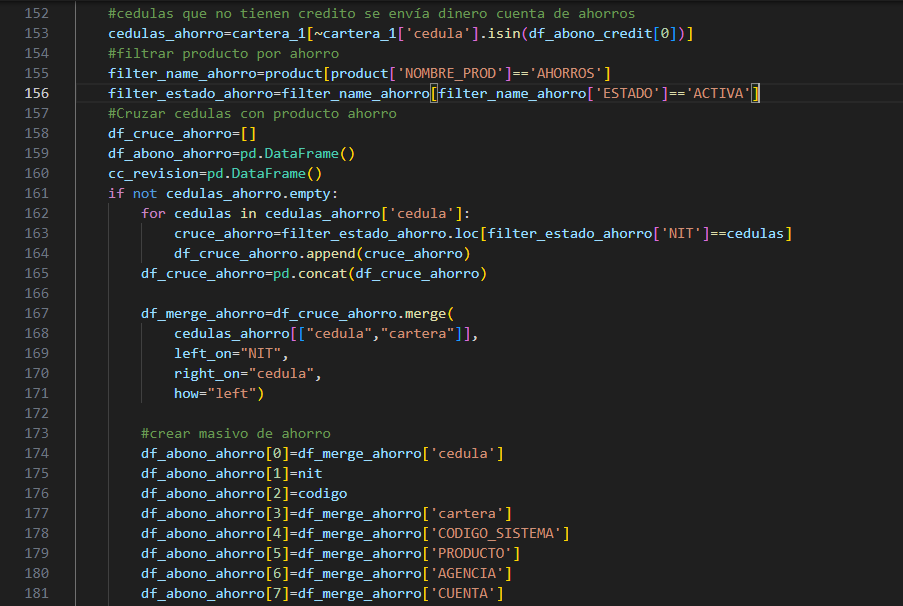 152 #cedulas que no tienen credito se envía dinero cuenta de ahorros
153 cedulas_ahorro=cartera_1[~cartera_1['cedula'].isin(df_abono_credit[0])]
154 #filtrar producto por ahorro
155 filter_name_ahorro=product[product['NOMBRE_PROD']=='AHORROS']
156 filter_estado_ahorro=filter_name_ahorro[filter_name_ahorro['ESTADO']=='ACTIVA']
157 #Cruzar cedulas con producto ahorro
158 df_cruce_ahorro=[]
159 df_abono_ahorro=pd.DataFrame()
160 cc_revision=pd.DataFrame()
161 if not cedulas_ahorro.empty:
162     for cedulas in cedulas_ahorro['cedula']:
163         cruce_ahorro=filter_estado_ahorro.loc[filter_estado_ahorro['NIT']==cedulas]
164         df_cruce_ahorro.append(cruce_ahorro)
165     df_cruce_ahorro=pd.concat(df_cruce_ahorro)
166
167     df_merge_ahorro=df_cruce_ahorro.merge(
168         cedulas_ahorro[["cedula","cartera"]],
169         left_on="NIT",
170         right_on="cedula",
171         how="left")
172
173     #crear masivo de ahorro
174     df_abono_ahorro[0]=df_merge_ahorro['cedula']
175     df_abono_ahorro[1]=nit
176     df_abono_ahorro[2]=codigo
177     df_abono_ahorro[3]=df_merge_ahorro['cartera']
178     df_abono_ahorro[4]=df_merge_ahorro['CODIGO_SISTEMA']
179     df_abono_ahorro[5]=df_merge_ahorro['PRODUCTO']
180     df_abono_ahorro[6]=df_merge_ahorro['AGENCIA']
181     df_abono_ahorro[7]=df_merge_ahorro['CUENTA']